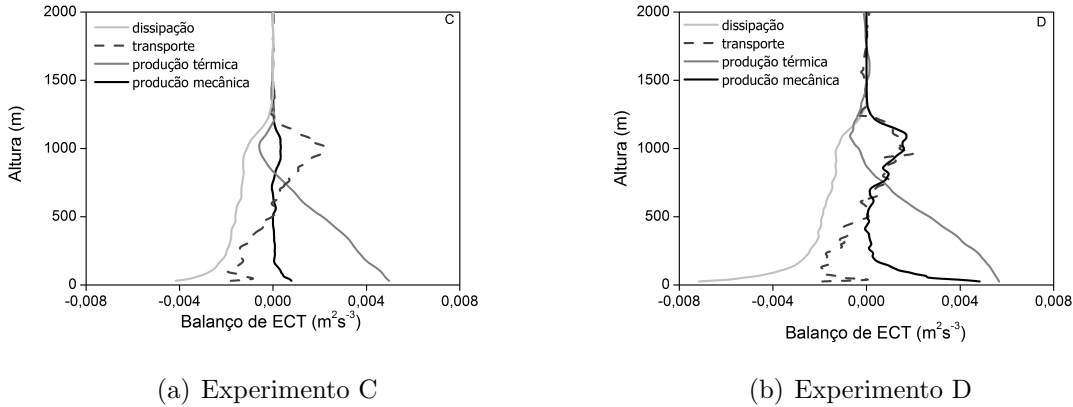 2000
1500
1000
500
0
-0,008
-0,004
0,000
0,004
0,008
Altura (m)
Balanço de ECT (m²s⁻³)
C
dissipação
transporte
produção térmica
producão mecânica
(a) Experimento C
2000
1500
1000
500
0
-0,008
-0,004
0,000
0,004
0,008
Altura (m)
Balanço de ECT (m²s⁻³)
D
dissipação
transporte
produção térmica
producão mecânica
(b) Experimento D